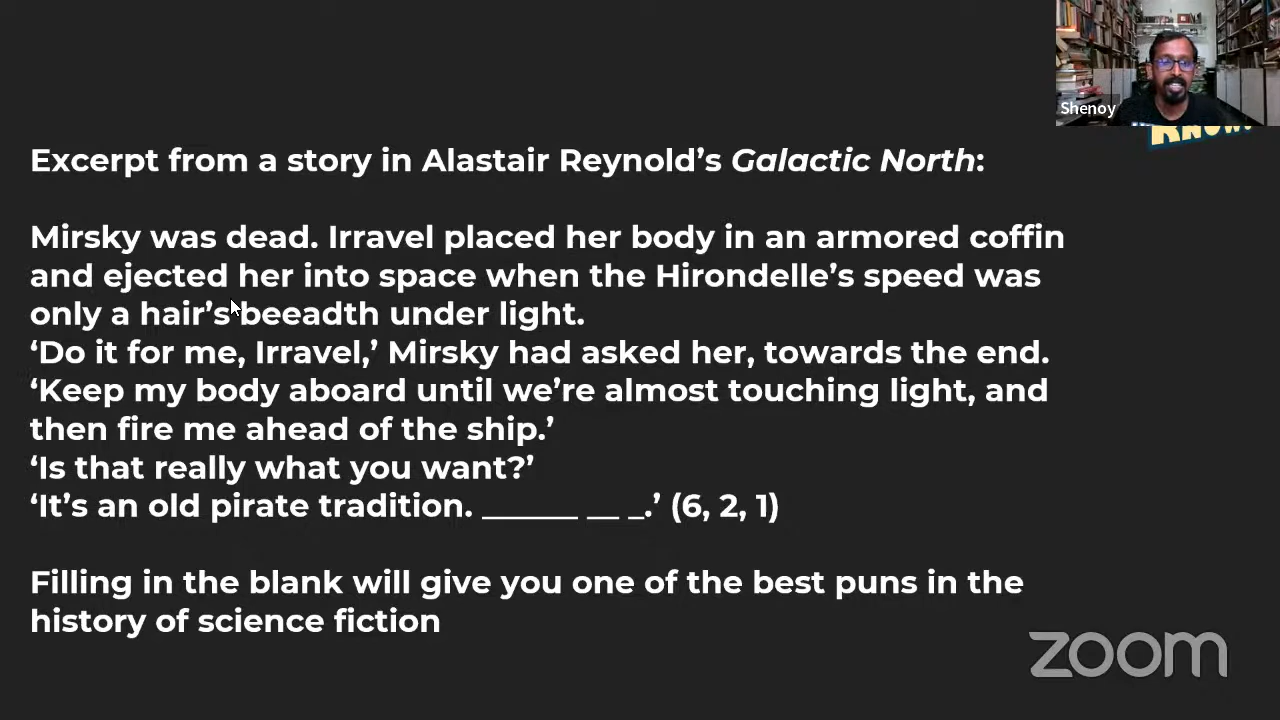 Shenoy
KNOW!
Excerpt from a story in Alastair Reynold’s Galactic North:
Mirsky was dead. Irravel placed her body in an armored coffin
and ejected her into space when the Hirondelle’s speed was
only a hair’s beeadth under light.
‘Do it for me, Irravel,’ Mirsky had asked her, towards the end.
‘Keep my body aboard until we’re almost touching light, and
then fire me ahead of the ship.’
‘Is that really what you want?’
‘It’s an old pirate tradition. ______ __ _.’ (6, 2, 1)
Filling in the blank will give you one of the best puns in the
history of science fiction
zoom